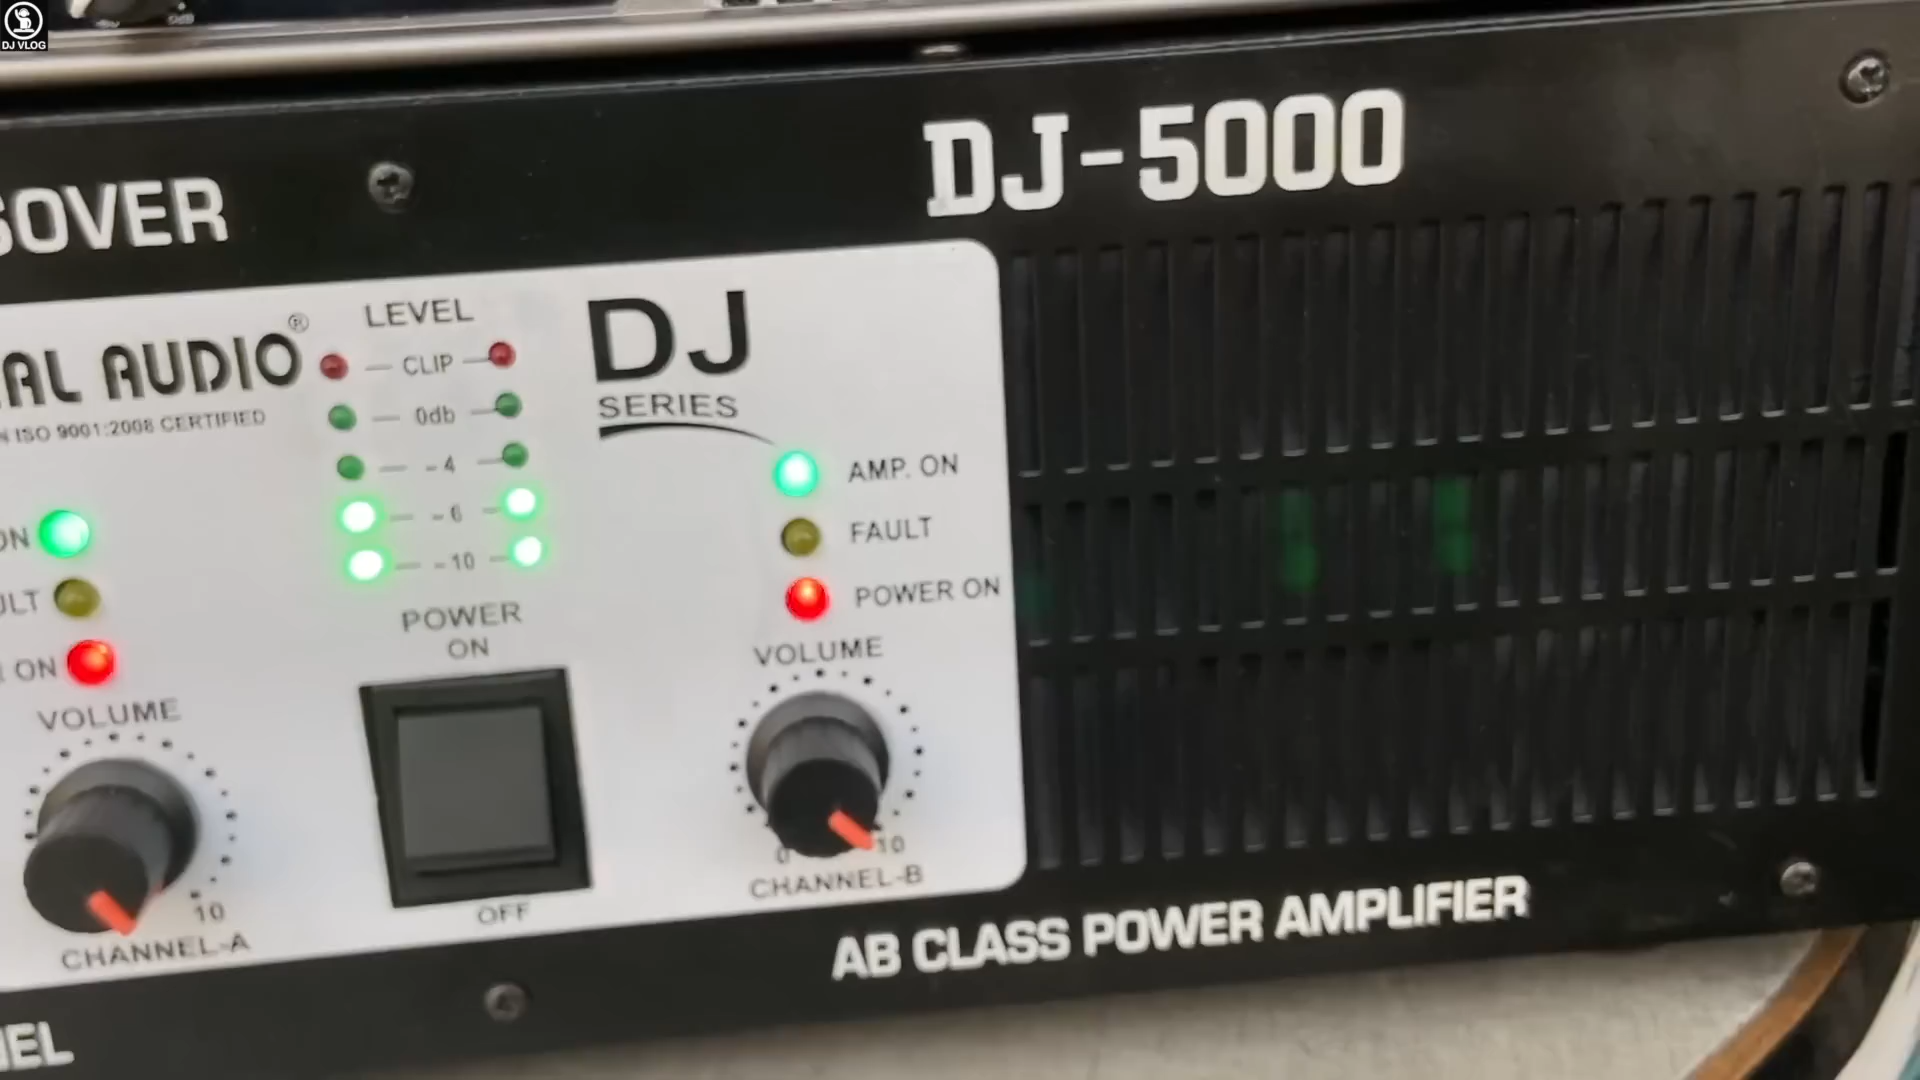 DJ VLOG
DJ-5000
SOVER
AL AUDIO®
ISO 9001:2008 CERTIFIED
LEVEL
CLIP
0db
-4
-6
-10
DJ
SERIES
AMP. ON
FAULT
POWER ON
ON
ULT
ON
POWER
ON
OFF
VOLUME
10
CHANNEL-A
VOLUME
0 10
CHANNEL-B
AB CLASS POWER AMPLIFIER
NEL